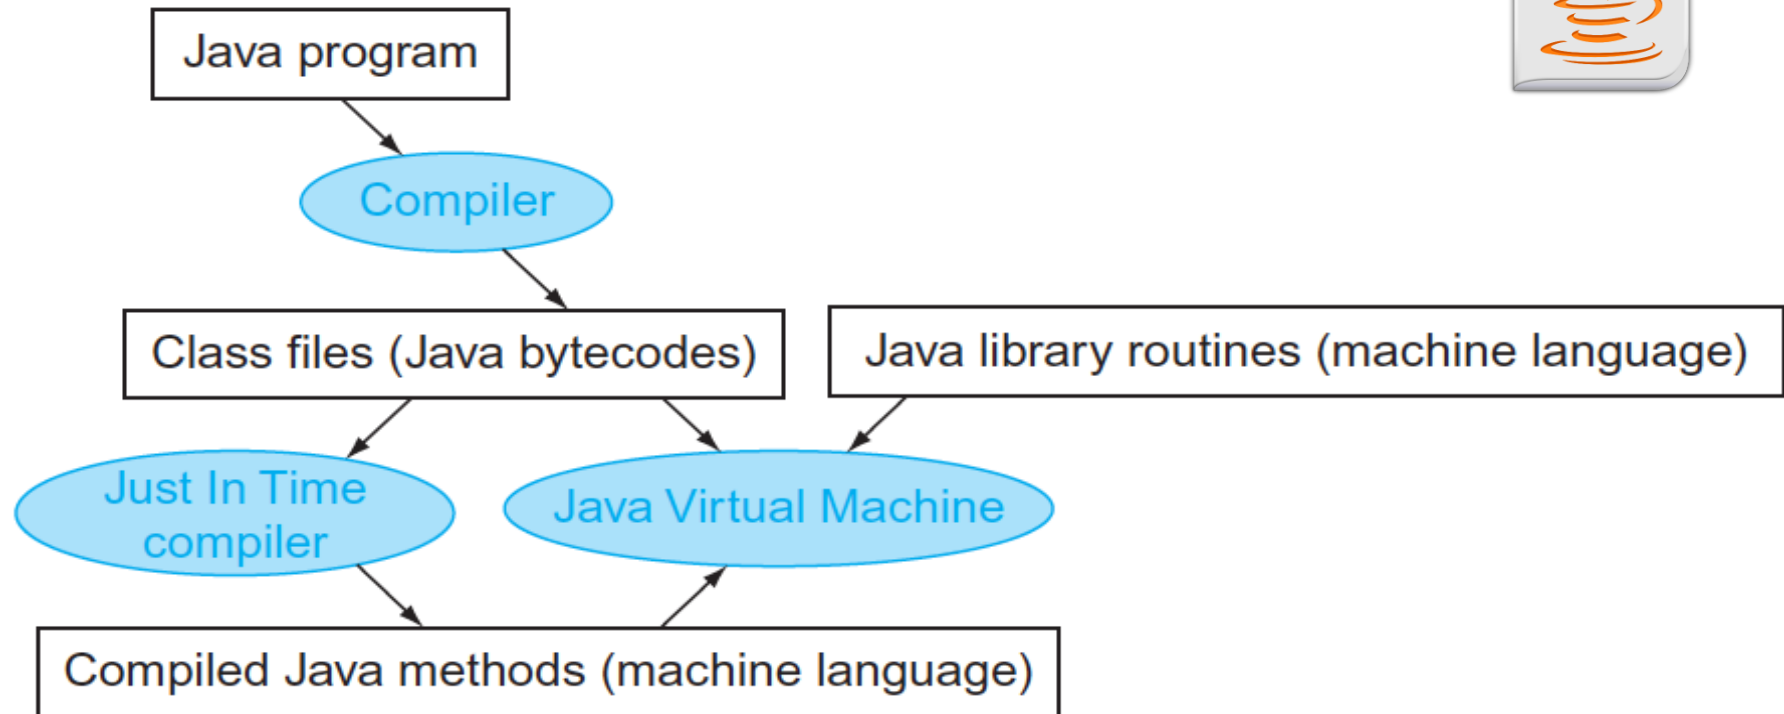 Java program
Compiler
Class files (Java bytecodes)
Java library routines (machine language)
Just In Time
compiler
Java Virtual Machine
Compiled Java methods (machine language)